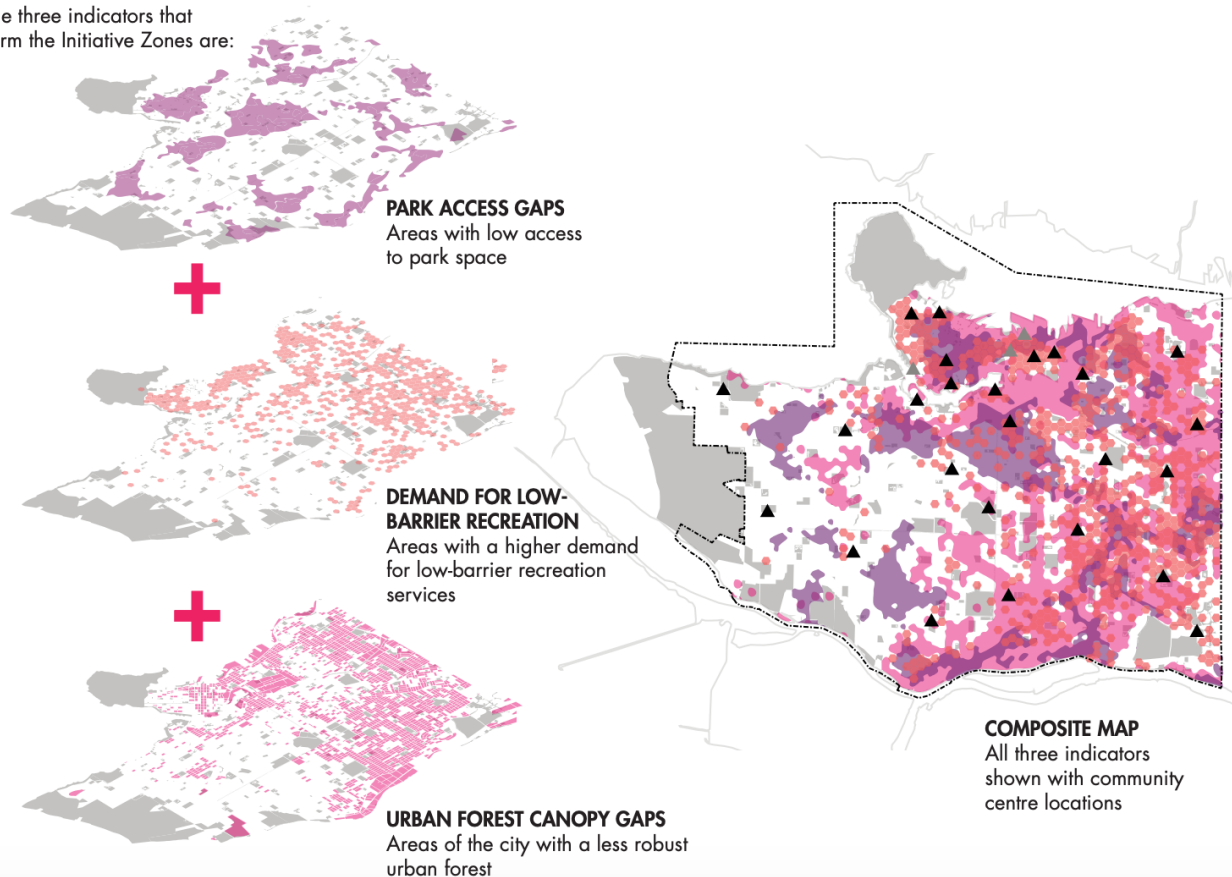 e three indicators that
rm the Initiative Zones are:
PARK ACCESS GAPS
Areas with low access
to park space
DEMAND FOR LOW-
BARRIER RECREATION
Areas with a higher demand
for low-barrier recreation
services
URBAN FOREST CANOPY GAPS
Areas of the city with a less robust
urban forest
COMPOSITE MAP
All three indicators
shown with community
centre locations